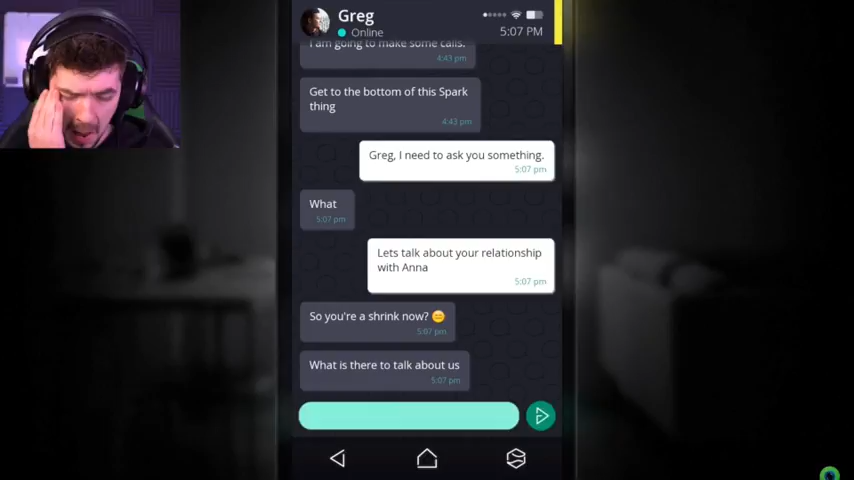 Greg
Online
5:07 PM
I am going to make some calls.
4:43 pm
Get to the bottom of this Spark
thing
4:43 pm
Greg, I need to ask you something.
5:07 pm
What
5:07 pm
Lets talk about your relationship
with Anna
5:07 pm
So you're a shrink now? 😑
5:07 pm
What is there to talk about us
5:07 pm